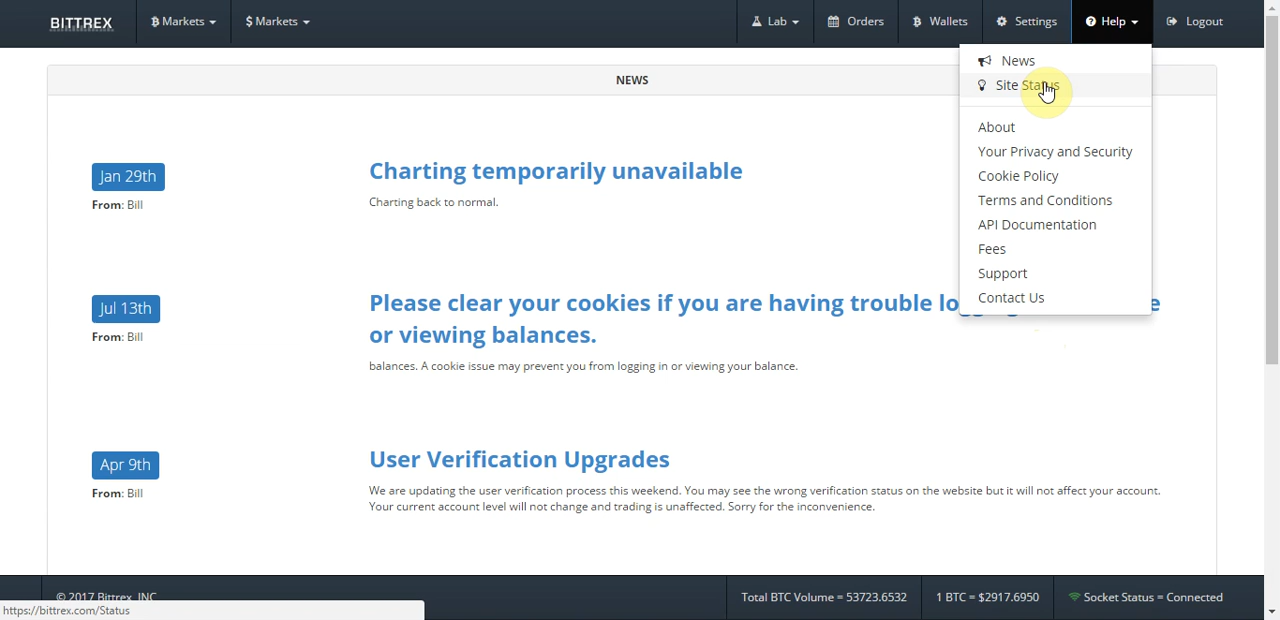 BITTREX
Ƀ Markets
$ Markets
Lab
Orders
Ƀ Wallets
Settings
Help
Logout
NEWS
News
Site Status
About
Your Privacy and Security
Cookie Policy
Terms and Conditions
API Documentation
Fees
Support
Contact Us
Jan 29th
From: Bill
Charting temporarily unavailable
Charting back to normal.
Jul 13th
From: Bill
Please clear your cookies if you are having trouble
or viewing balances.
balances. A cookie issue may prevent you from logging in or viewing your balance.
Apr 9th
From: Bill
User Verification Upgrades
We are updating the user verification process this weekend. You may see the wrong verification status on the website but it will not affect your account.
Your current account level will not change and trading is unaffected. Sorry for the inconvenience.
© 2017 Bittrex, INC
Total BTC Volume = 53723.6532
1 BTC = $2917.6950
Socket Status = Connected
https://bittrex.com/Status